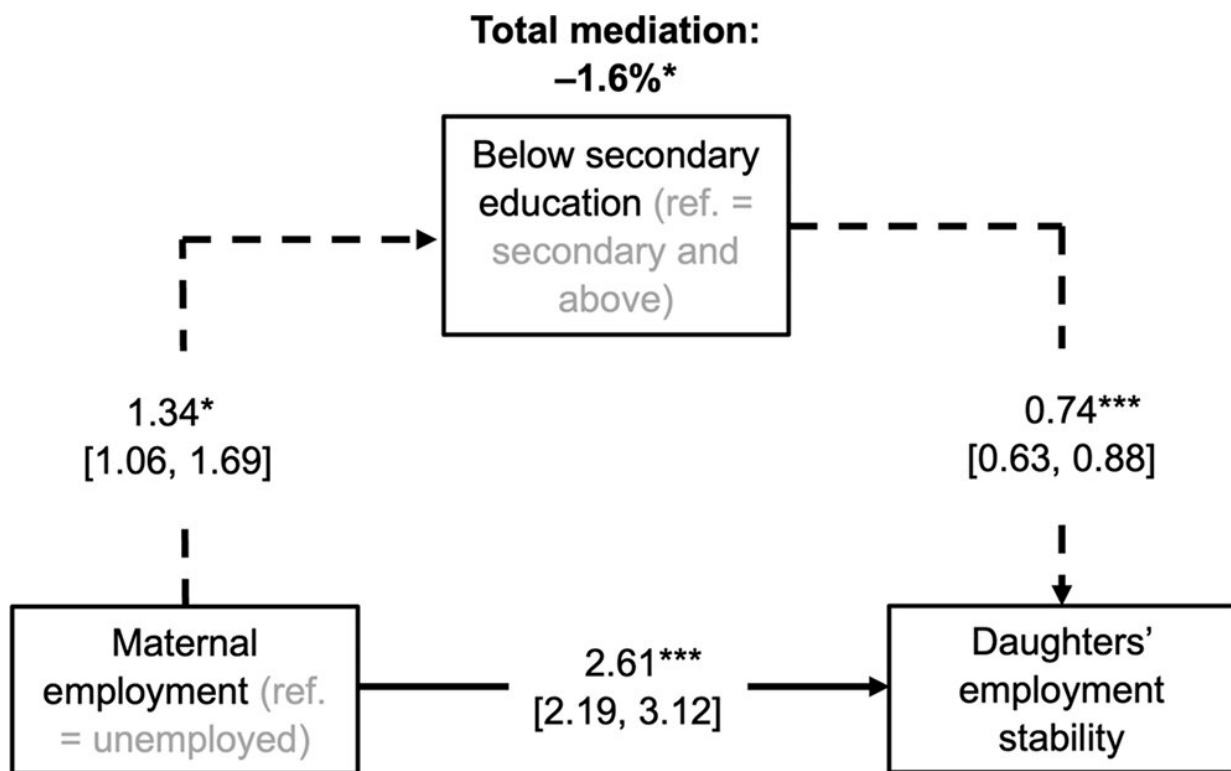 Total mediation:
–1.6%*
Below secondary
education (ref. =
secondary and
above)
1.34*
[1.06, 1.69]
0.74***
[0.63, 0.88]
Maternal
employment (ref.
= unemployed)
2.61***
[2.19, 3.12]
Daughters’
employment
stability